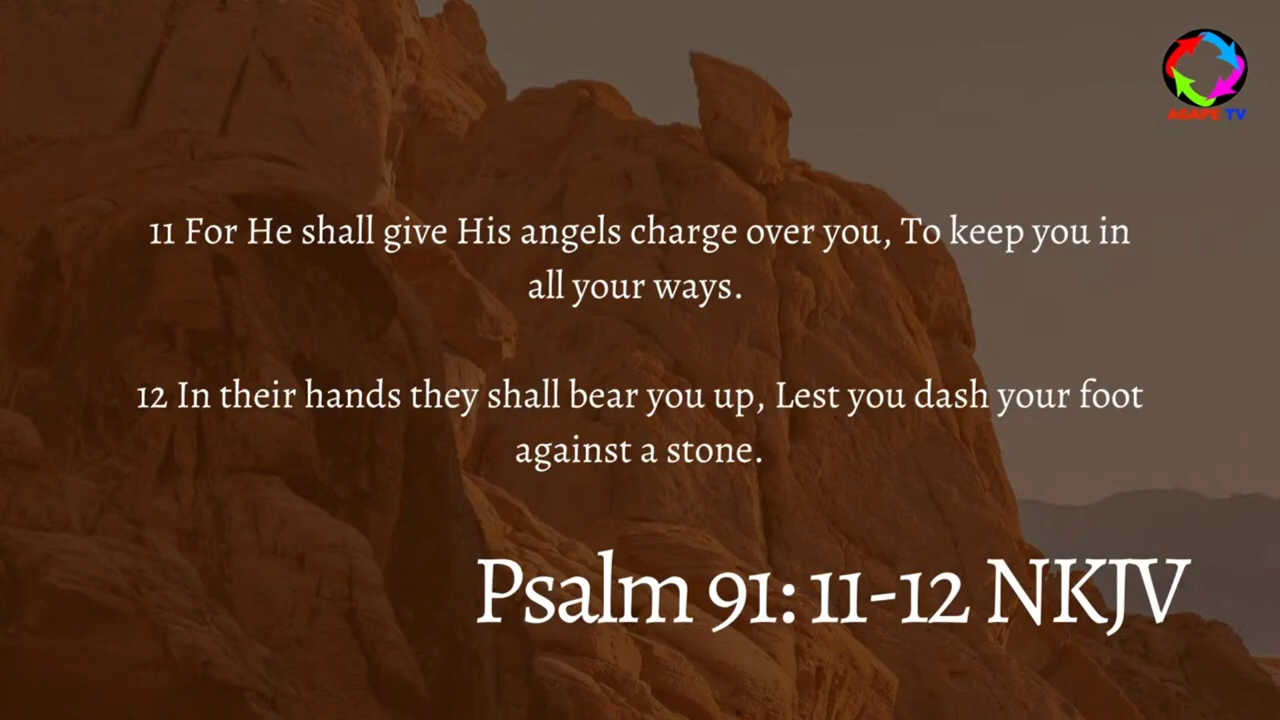 AGAPE TV
11 For He shall give His angels charge over you, To keep you in
all your ways.
12 In their hands they shall bear you up, Lest you dash your foot
against a stone.
Psalm 91: 11-12 NKJV